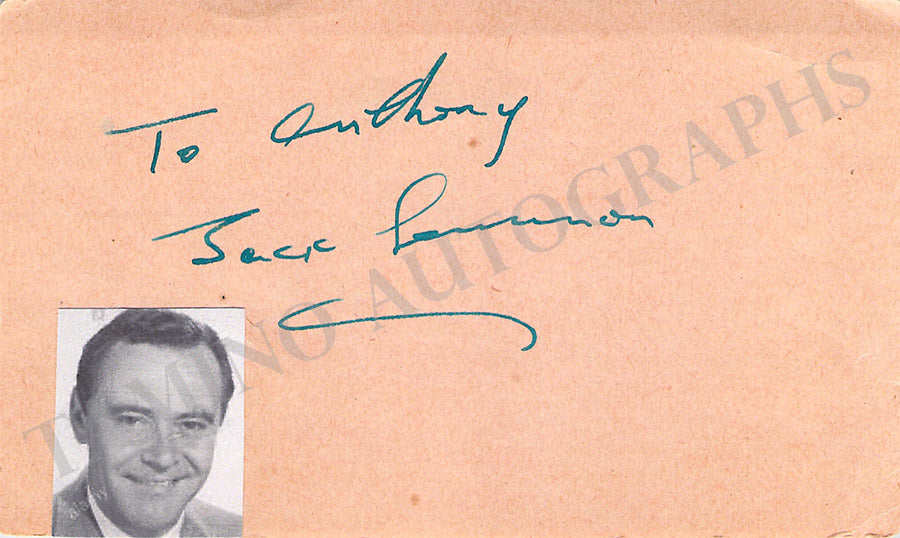 To Anthony
Jack Lemmon
TAMINO AUTOGRAPHS